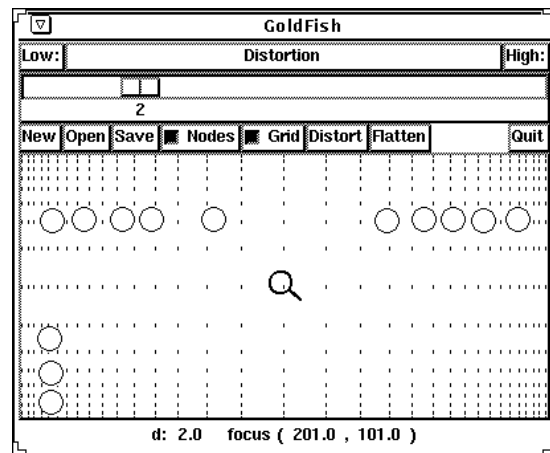 GoldFish
Low: Distortion High:
2
New Open Save Nodes Grid Distort Flatten Quit
d: 2.0 focus ( 201.0 , 101.0 )